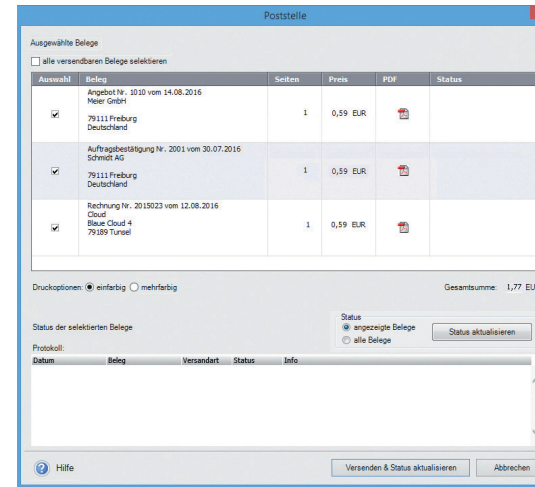 Poststelle
Ausgewählte Belege
alle versendbaren Belege selektieren
Auswahl Beleg Seiten Preis PDF Status
Angebot Nr. 1010 vom 14.08.2016
Meier GmbH
79111 Freiburg
Deutschland
1 0,59 EUR
Auftragsbestätigung Nr. 2001 vom 30.07.2016
Schmidt AG
79111 Freiburg
Deutschland
1 0,59 EUR
Rechnung Nr. 2015023 vom 12.08.2016
Cloud
Blaue Cloud 4
79189 Tunsel
1 0,59 EUR
Druckoptionen: einfarbig mehrfarbig Gesamtsumme: 1,77 EU
Status der selektierten Belege
Status
angezeigte Belege
alle Belege
Status aktualisieren
Protokoll:
Datum Beleg Versandart Status Info
? Hilfe Versenden & Status aktualisieren Abbrechen